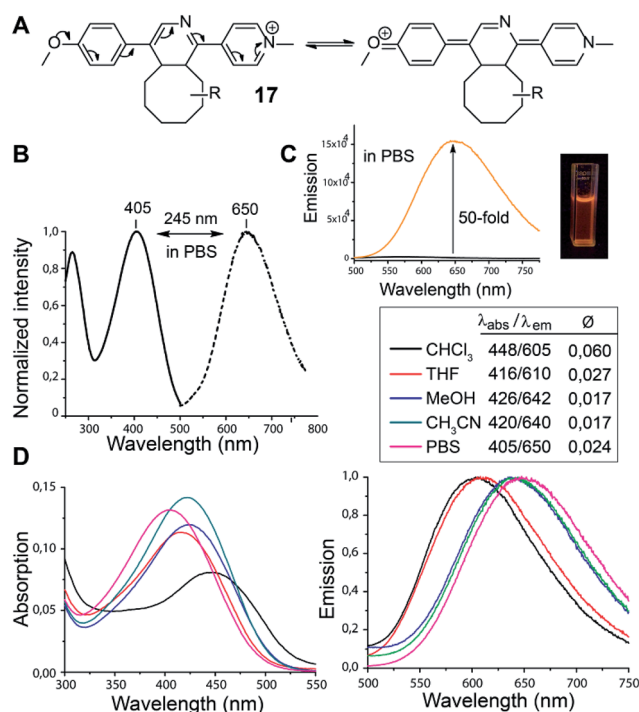 A
O
N
N
CH
17
R
O
N
N
R
B
405
245 nm
650
in PBS
Normalized intensity
1,0
0,8
0,6
0,4
0,2
0
300
400
500
600
700
800
Wavelength (nm)
C
in PBS
50-fold
Emission
15x10⁴
10x10⁴
5x10⁴
0
500
550
600
650
700
750
Wavelength (nm)
λabs / λem Ø
CHCl₃ 448/605 0,060
THF 416/610 0,027
MeOH 426/642 0,017
CH₃CN 420/640 0,017
PBS 405/650 0,024
D
Absorption
0,15
0,10
0,05
0,00
300
350
400
450
500
550
Wavelength (nm)
Emission
1,0
0,8
0,6
0,4
0,2
0
500
550
600
650
700
750
Wavelength (nm)